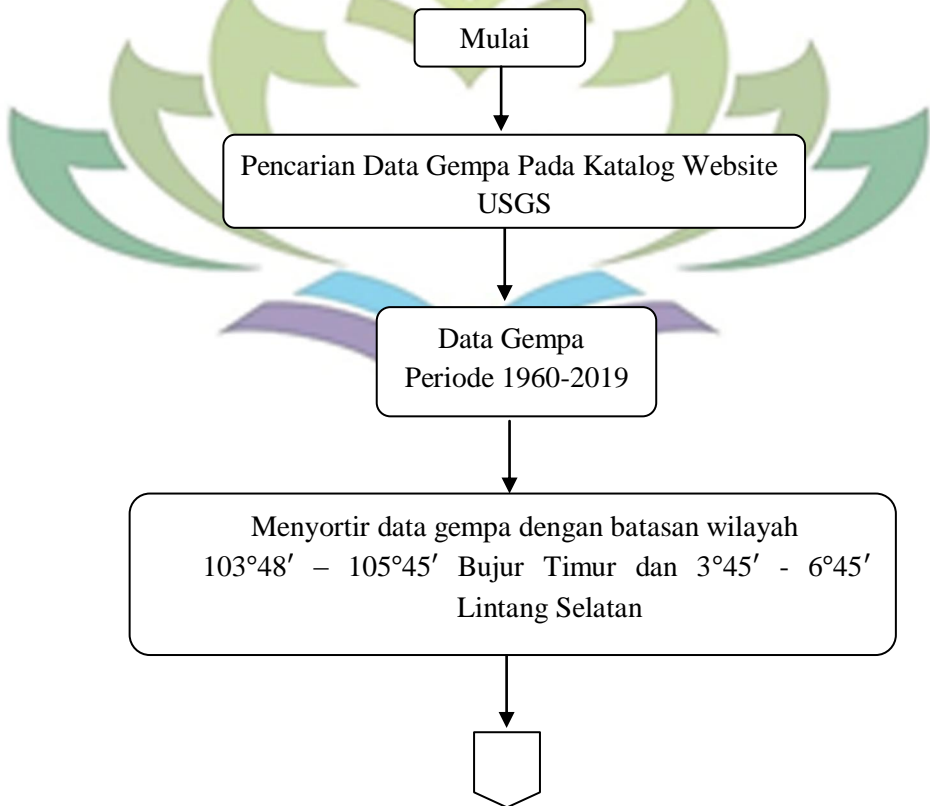 Mulai
Pencarian Data Gempa Pada Katalog Website
USGS
Data Gempa
Periode 1960-2019
Menyortir data gempa dengan batasan wilayah
103°48′ – 105°45′ Bujur Timur dan 3°45′ - 6°45′
Lintang Selatan